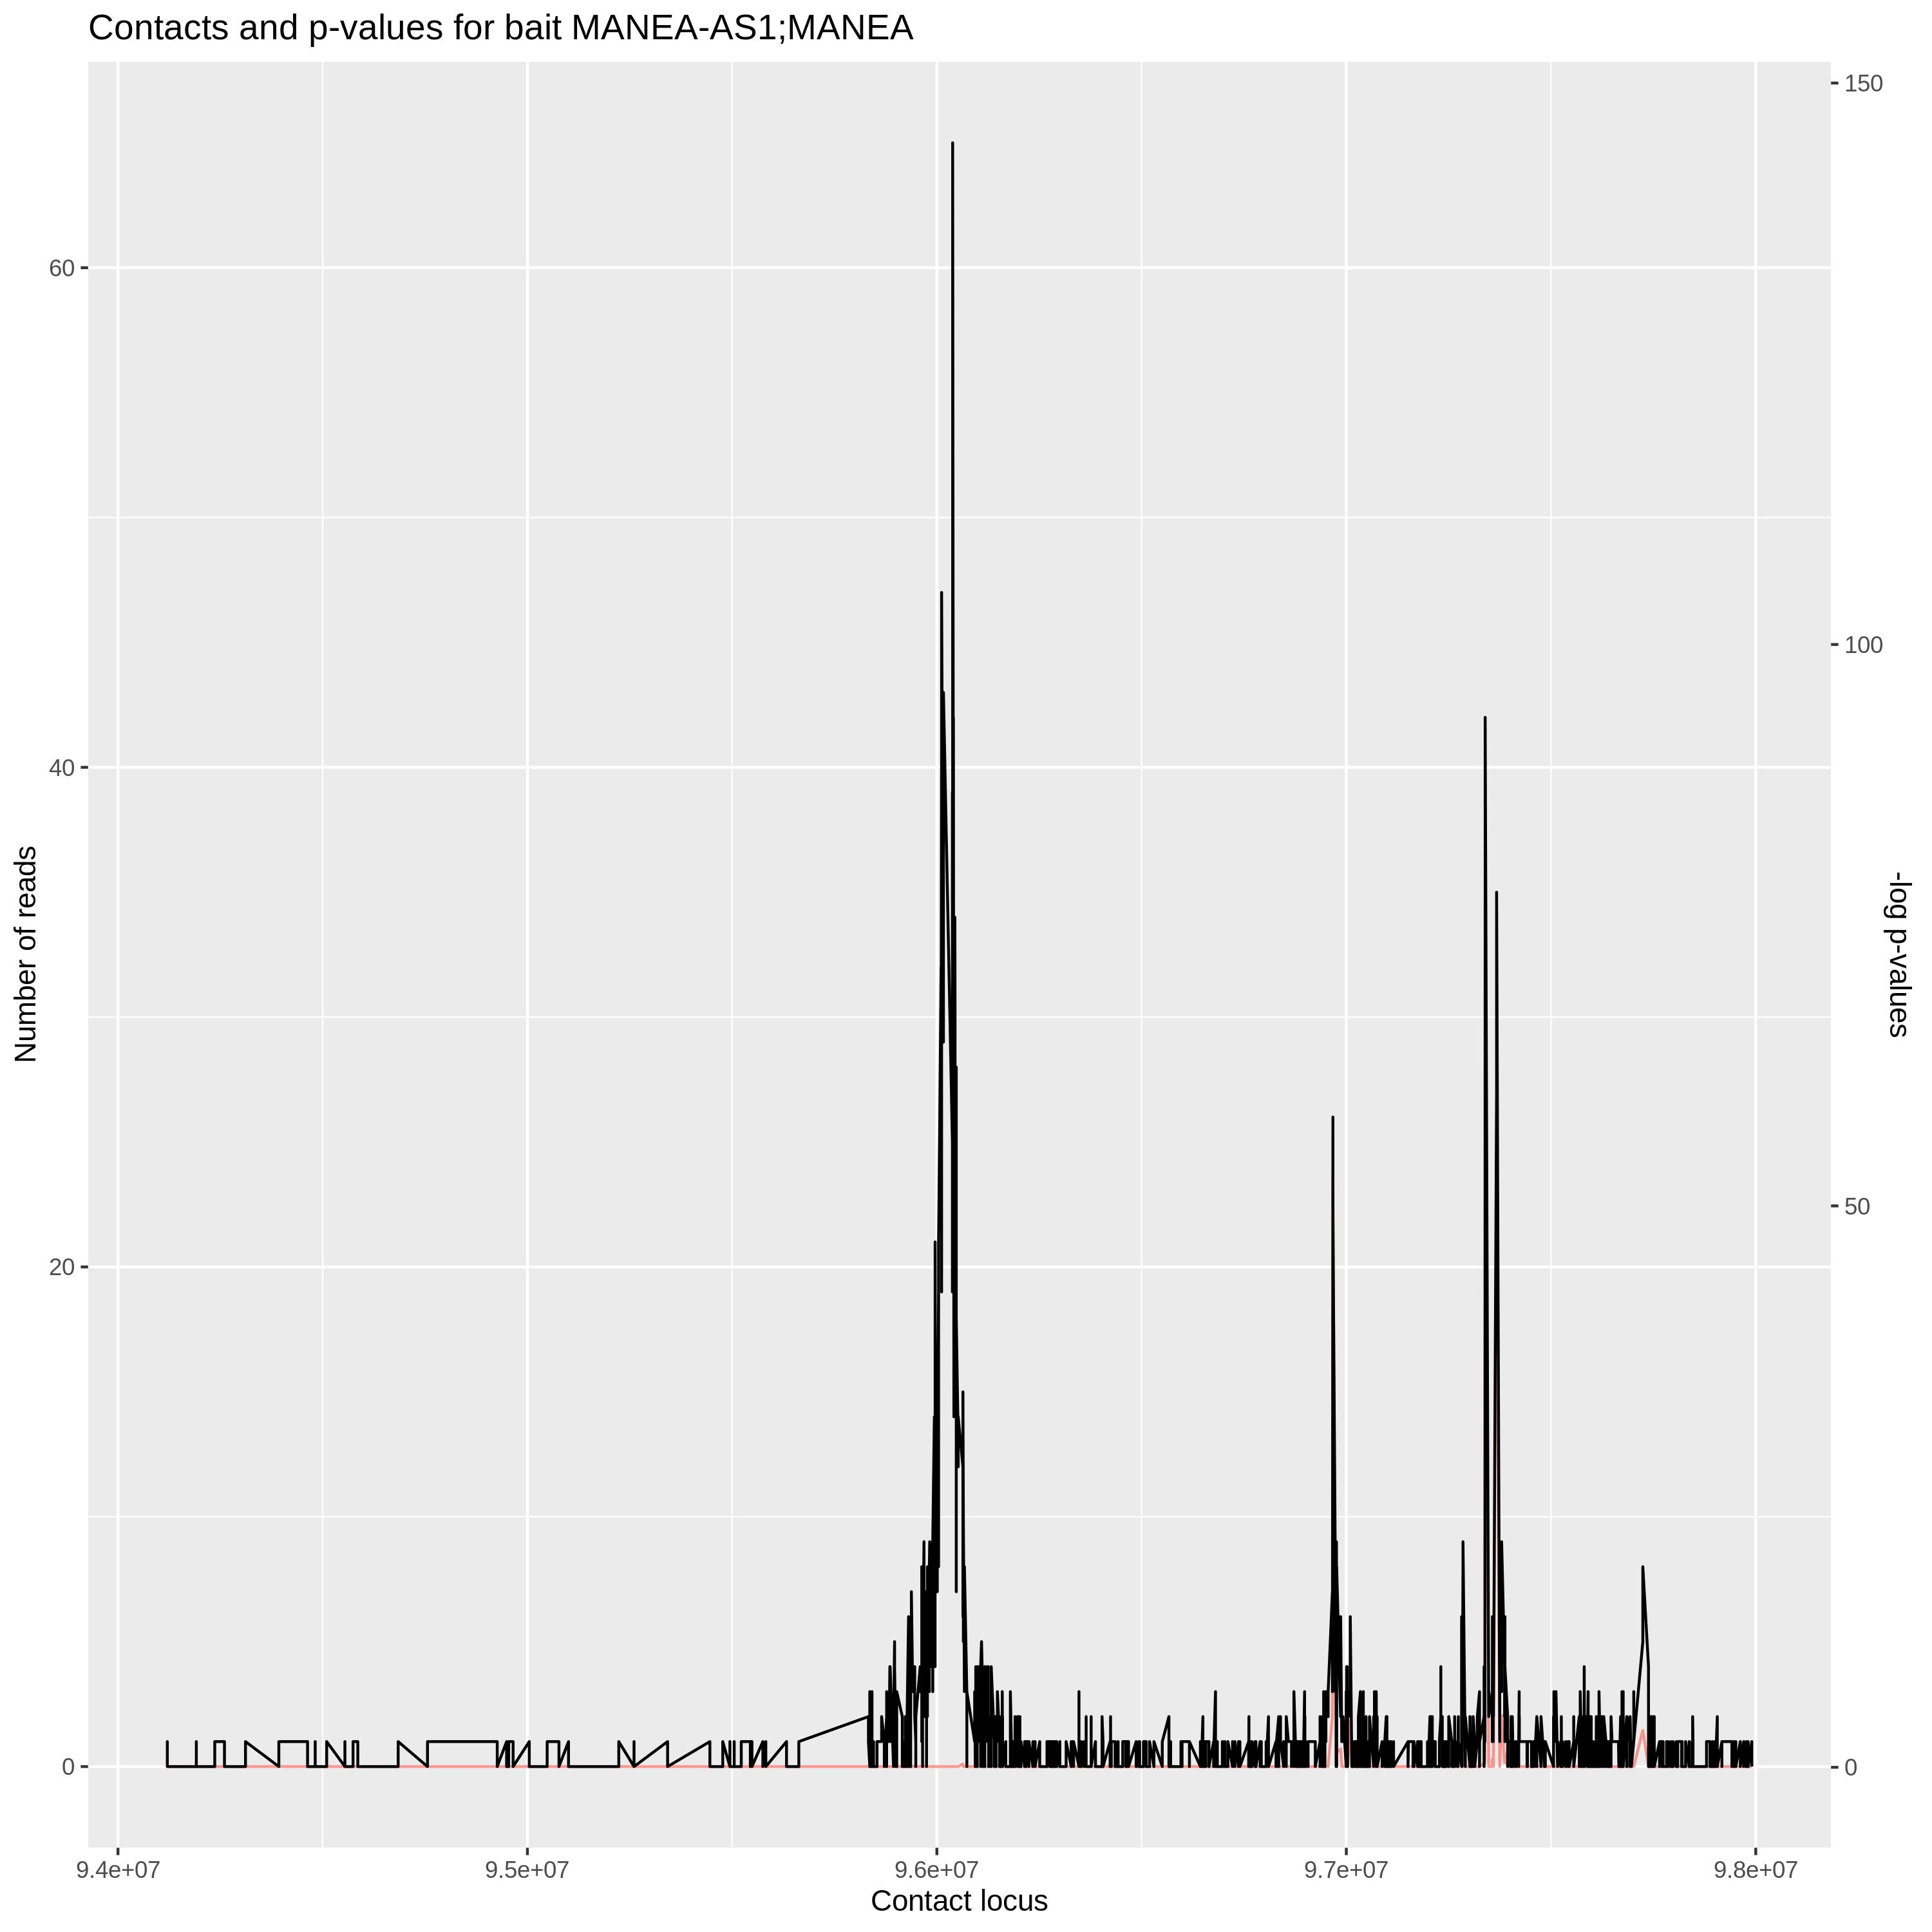 Contacts and p-values for bait MANEA-AS1;MANEA
150
60
100
40
Number of reads
-log p-values
50
20
0
0
9.4e+07 9.5e+07 9.6e+07 9.7e+07 9.8e+07
Contact locus